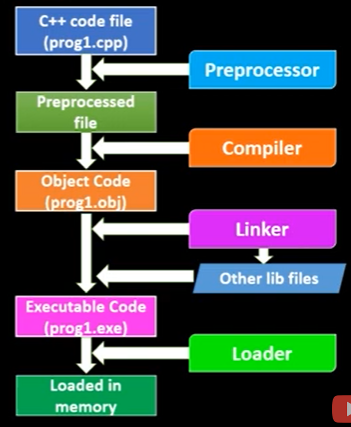 C++ code file
(prog1.cpp)
Preprocessor
Preprocessed
file
Compiler
Object Code
(prog1.obj)
Linker
Other lib files
Executable Code
(prog1.exe)
Loader
Loaded in
memory